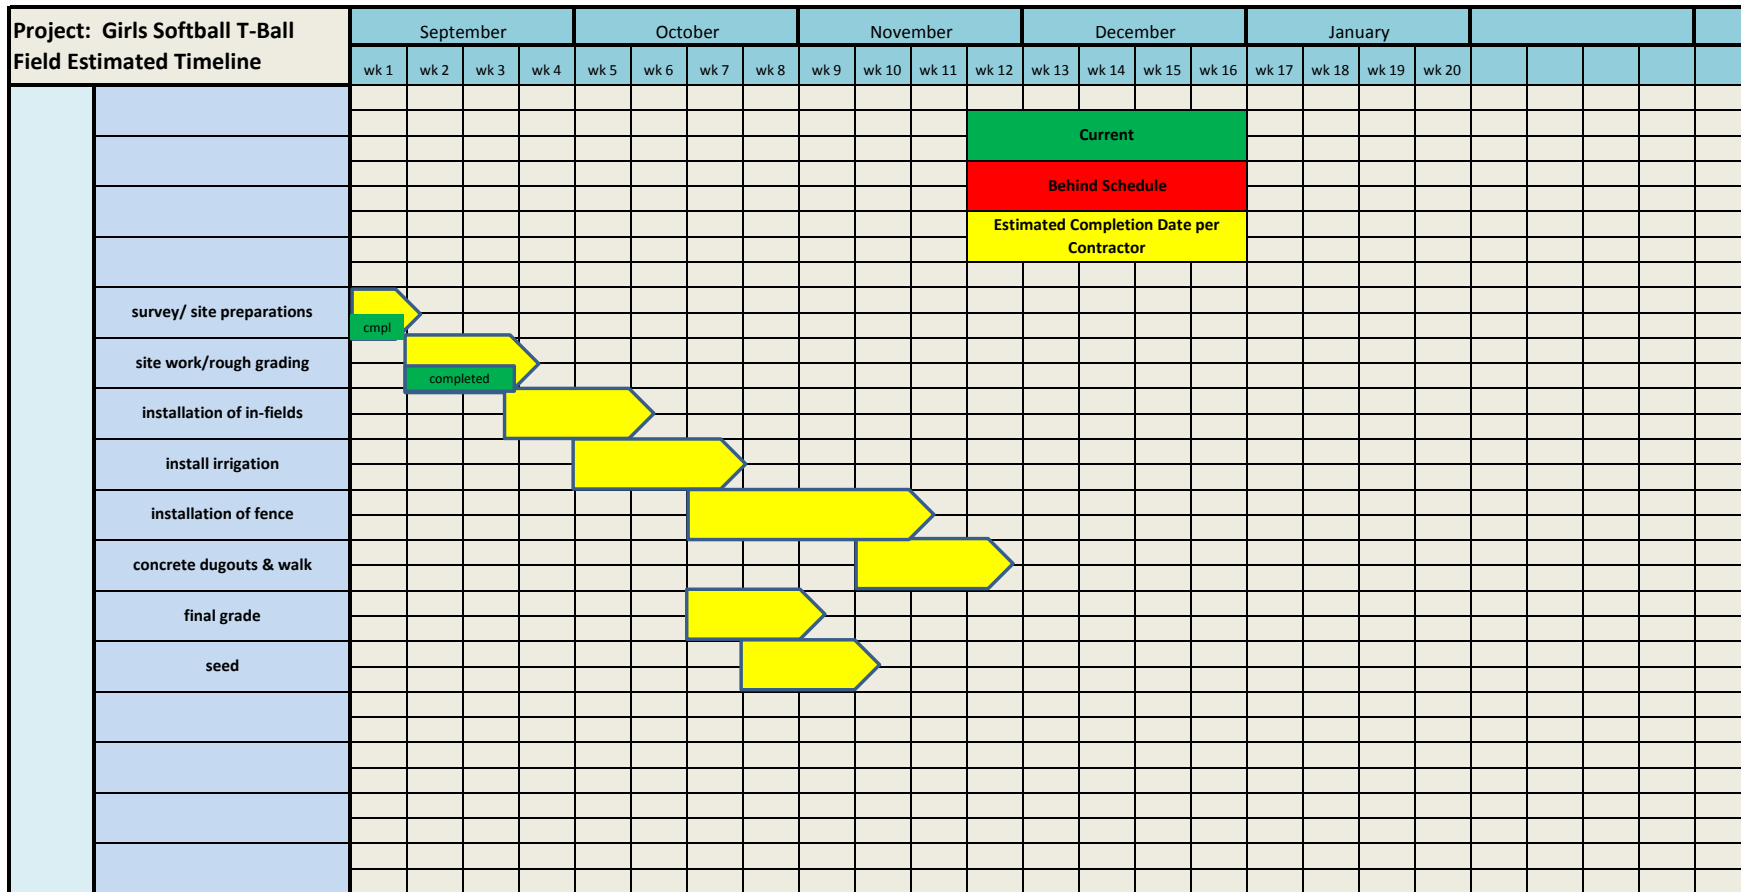 Project: Girls Softball T-Ball
Field Estimated Timeline
September October November December January
wk 1 wk 2 wk 3 wk 4 wk 5 wk 6 wk 7 wk 8 wk 9 wk 10 wk 11 wk 12 wk 13 wk 14 wk 15 wk 16 wk 17 wk 18 wk 19 wk 20
Current
Behind Schedule
Estimated Completion Date per
Contractor
survey/ site preparations
cmpl
site work/rough grading
completed
installation of in-fields
install irrigation
installation of fence
concrete dugouts & walk
final grade
seed